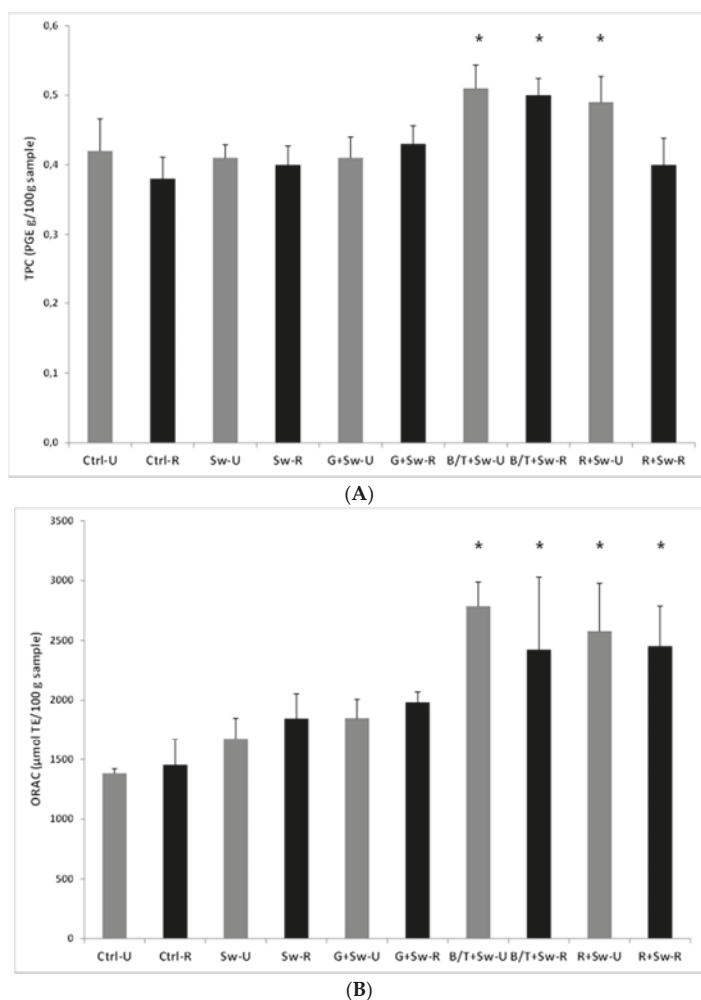 0,6
* * *
0,5
0,4
0,3
0,2
0,1
0,0
TPC (PGE g/100g sample)
Ctrl-U Ctrl-R Sw-U Sw-R G+Sw-U G+Sw-R B/T+Sw-U B/T+Sw-R R+Sw-U R+Sw-R
(A)
3500
* * * *
3000
2500
2000
1500
1000
500
0
ORAC (µmol TE/100 g sample)
Ctrl-U Ctrl-R Sw-U Sw-R G+Sw-U G+Sw-R B/T+Sw-U B/T+Sw-R R+Sw-U R+Sw-R
(B)